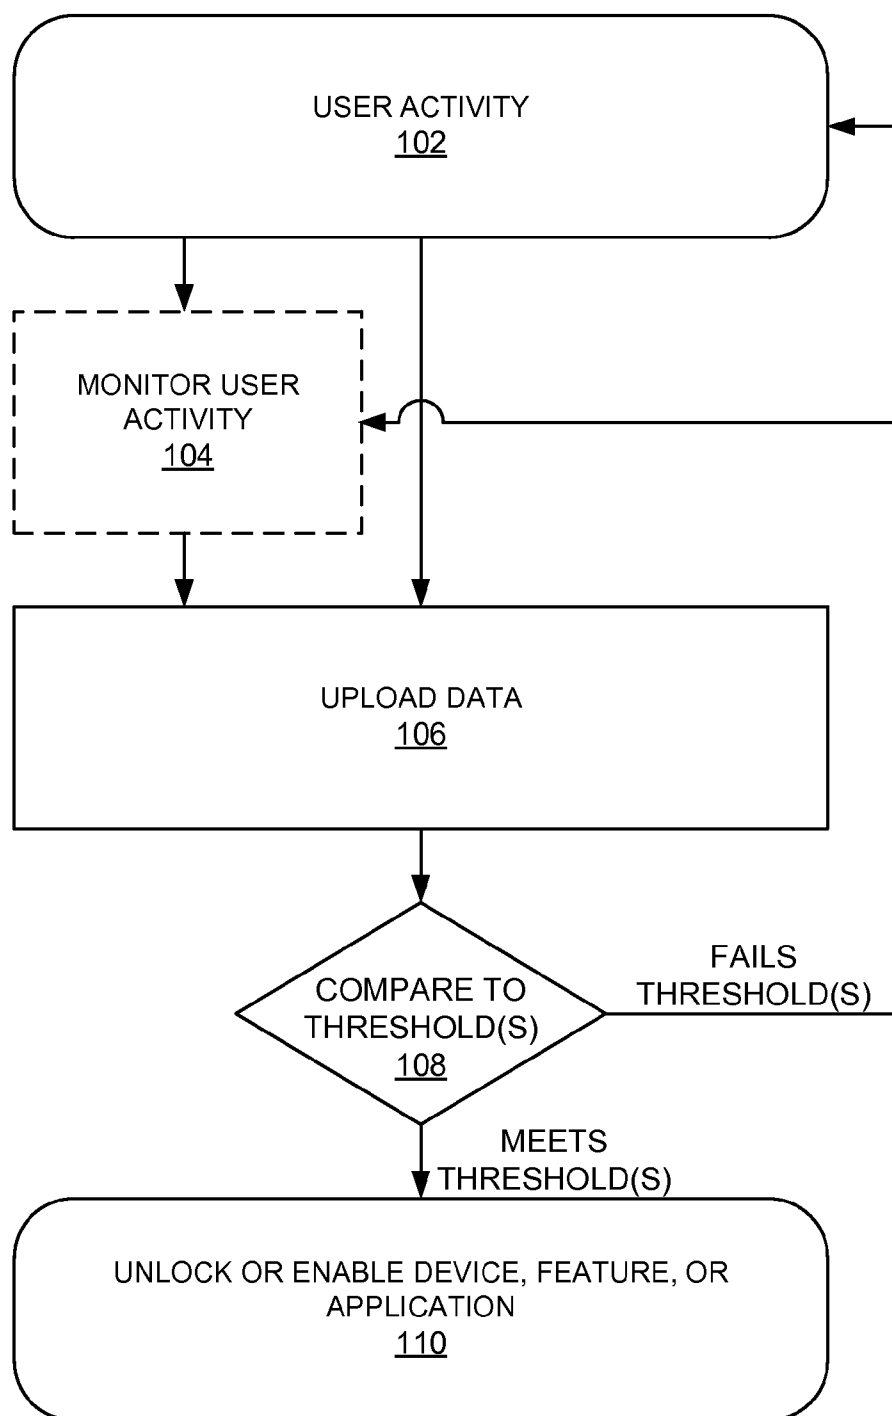 USER ACTIVITY
102
MONITOR USER
ACTIVITY
104
UPLOAD DATA
106
COMPARE TO
THRESHOLD(S)
108
FAILS
THRESHOLD(S)
MEETS
THRESHOLD(S)
UNLOCK OR ENABLE DEVICE, FEATURE, OR
APPLICATION
110